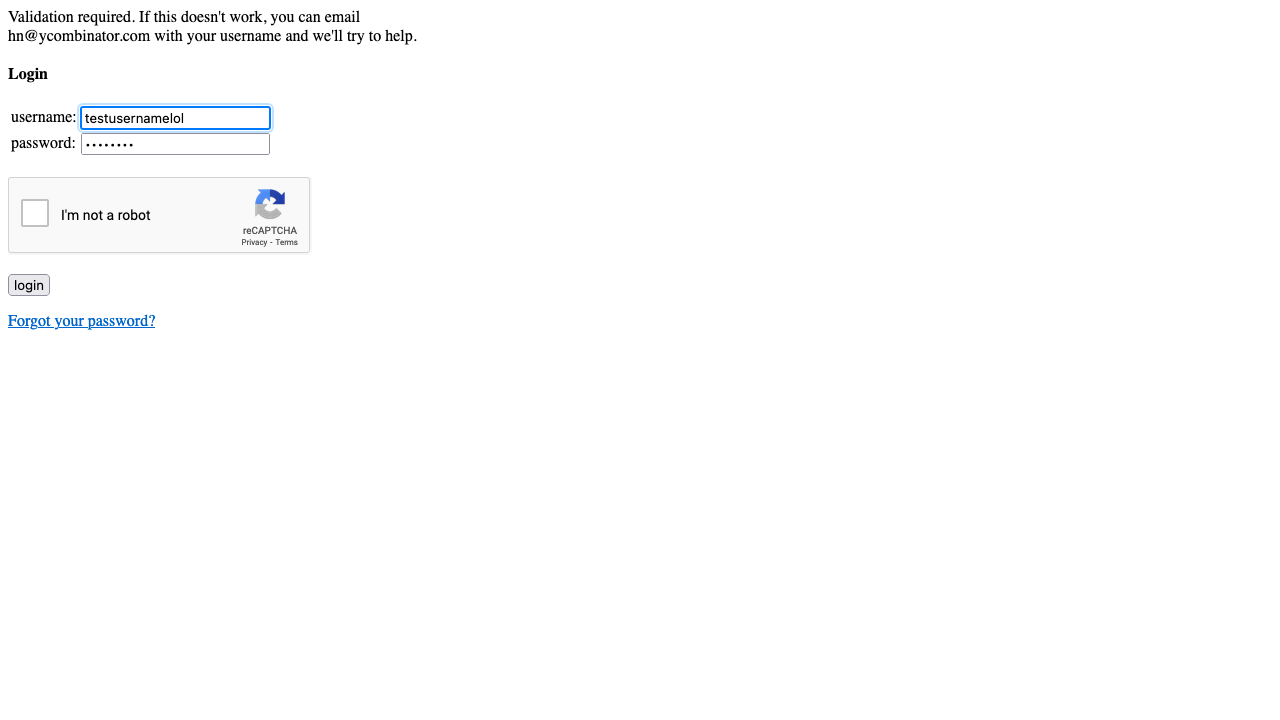 Validation required. If this doesn't work, you can email
hn@ycombinator.com with your username and we'll try to help.
Login
username: testusernamelol
password: ••••••••
I'm not a robot
reCAPTCHA
Privacy - Terms
login
Forgot your password?